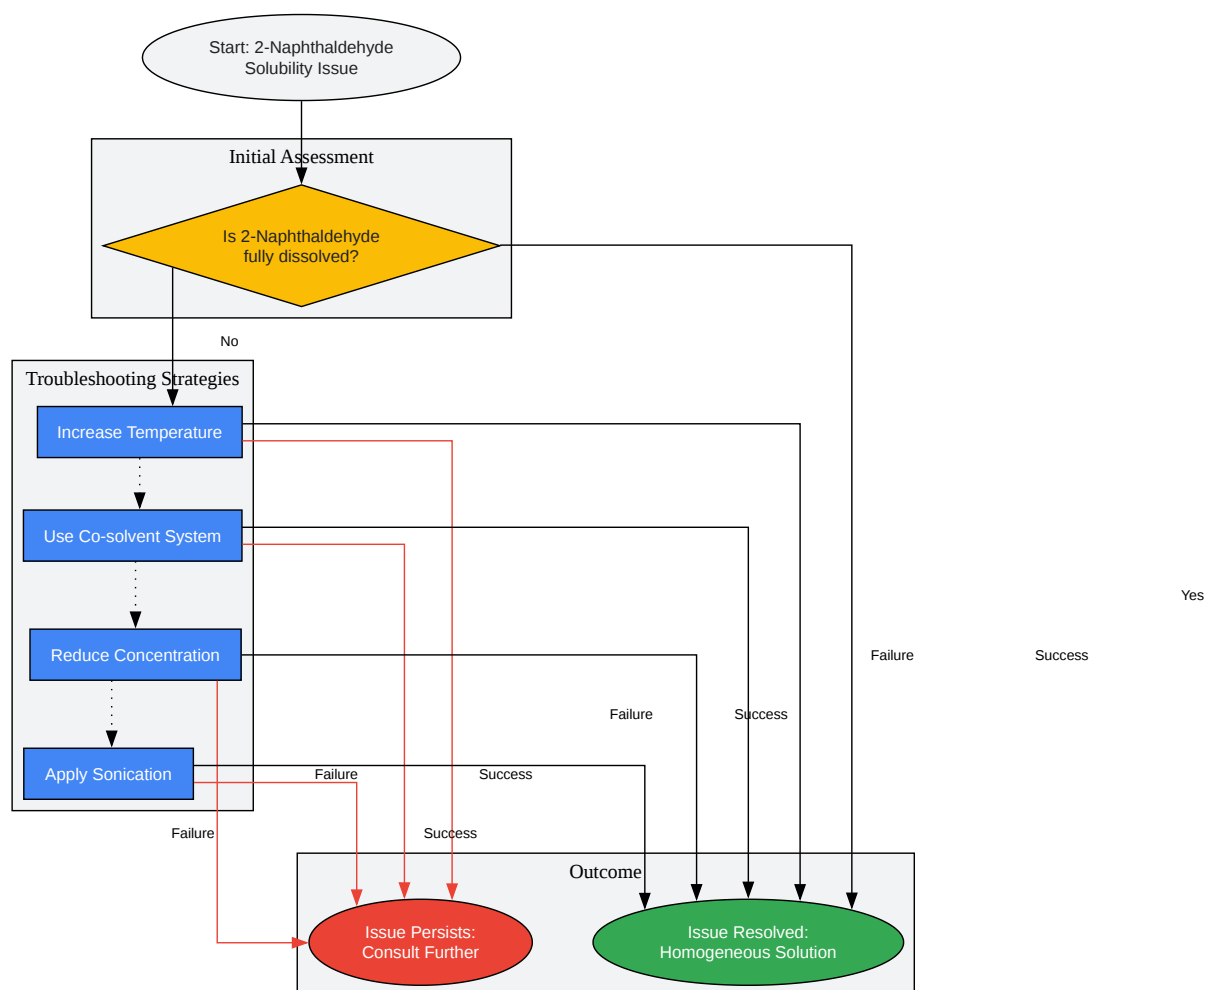 Start: 2-Naphthaldehyde
Solubility Issue
Initial Assessment
Is 2-Naphthaldehyde
fully dissolved?
No
Troubleshooting Strategies
Increase Temperature
Use Co-solvent System
Yes
Reduce Concentration
Failure
Success
Failure
Success
Apply Sonication
Failure
Success
Failure
Success
Outcome
Issue Persists:
Consult Further
Issue Resolved:
Homogeneous Solution